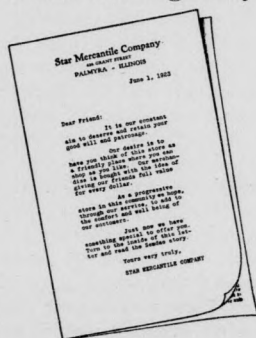 Star Mercantile Company
GRANT STREET
PALMYRA - ILLINOIS
June 1, 1923
Dear Friend:
It is our constant
aim to deserve and retain your
good will and patronage.
Our desire is to
have you think of this store as
a friendly place where you can
shop as you like. Our merchan-
dise is bought with the idea of
giving our friends full value
for every dollar.
As a progressive
store in this community we hope,
through our service, to add to
the comfort and well being of
our customers.
Just now we have
something special to offer you.
Turn to the inside of this let-
ter and read the story.
Yours very truly,
STAR MERCANTILE COMPANY